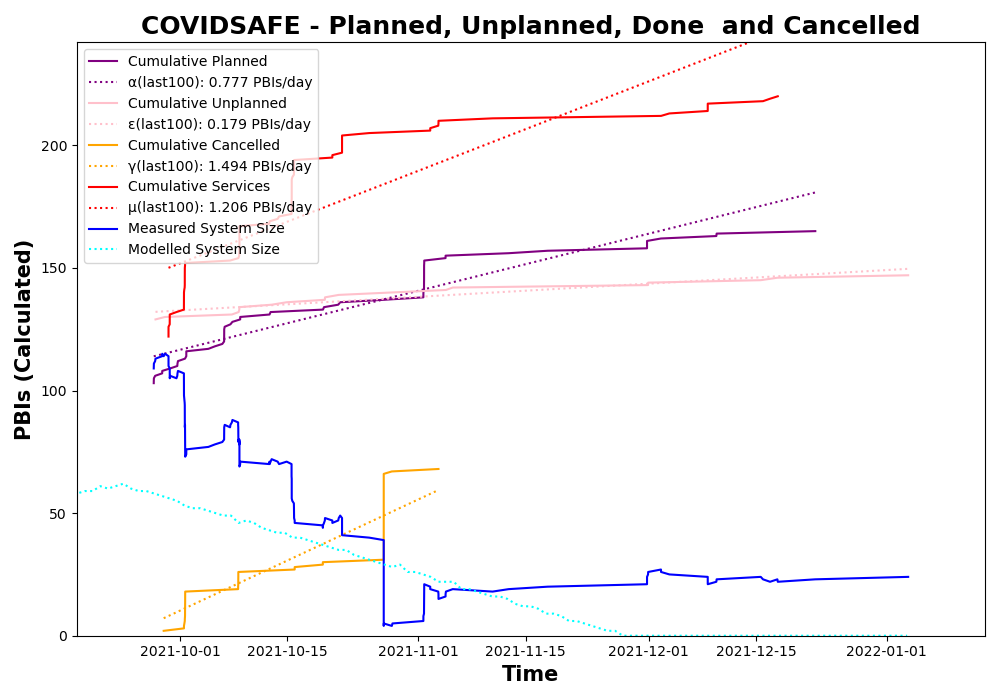 COVIDSAFE - Planned, Unplanned, Done  and Cancelled
Cumulative Planned
α(last100): 0.777 PBIs/day
Cumulative Unplanned
ε(last100): 0.179 PBIs/day
Cumulative Cancelled
γ(last100): 1.494 PBIs/day
Cumulative Services
μ(last100): 1.206 PBIs/day
Measured System Size
Modelled System Size
PBIs (Calculated)
200
150
100
50
0
2021-10-01
2021-10-15
2021-11-01
2021-11-15
2021-12-01
2021-12-15
2022-01-01
Time